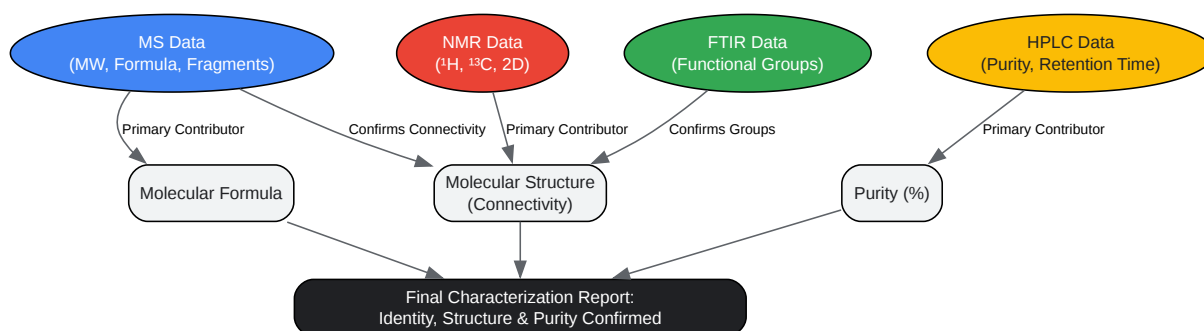 MS Data
(MW, Formula, Fragments)
NMR Data
(¹H, ¹³C, 2D)
FTIR Data
(Functional Groups)
HPLC Data
(Purity, Retention Time)
Primary Contributor
Confirms Connectivity
Primary Contributor
Confirms Groups
Primary Contributor
Molecular Formula
Molecular Structure
(Connectivity)
Purity (%)
Final Characterization Report:
Identity, Structure & Purity Confirmed